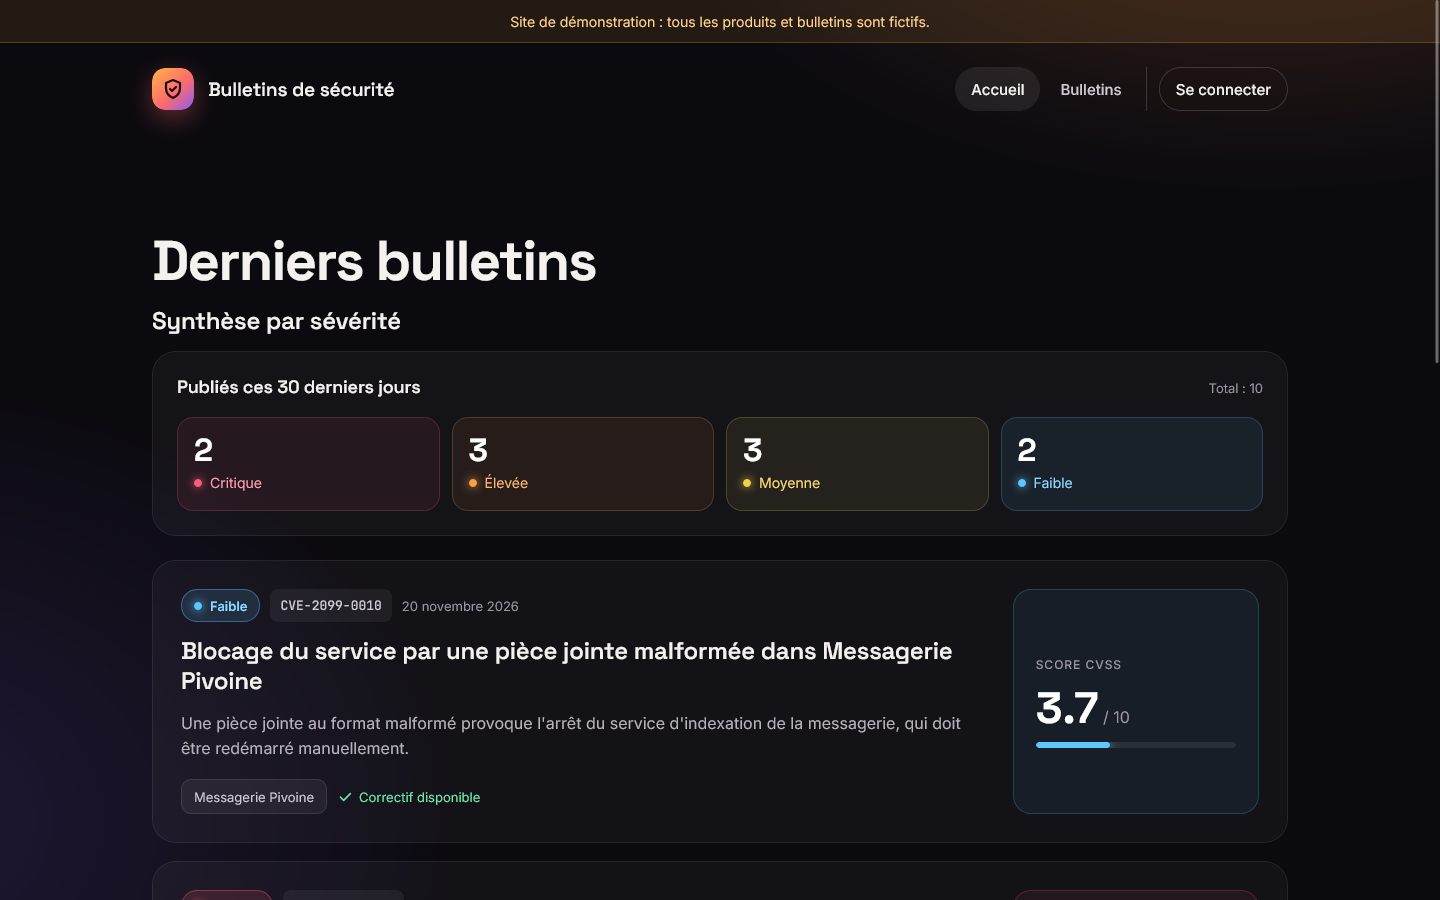 Site de démonstration : tous les produits et bulletins sont fictifs.
Bulletins de sécurité
Accueil
Bulletins
Se connecter
Derniers bulletins
Synthèse par sévérité
Publiés ces 30 derniers jours
Total : 10
2
Critique
3
Élevée
3
Moyenne
2
Faible
Faible
CVE-2099-0010
20 novembre 2026
Blocage du service par une pièce jointe malformée dans Messagerie
Pivoine
Une pièce jointe au format malformé provoque l'arrêt du service d'indexation de la messagerie, qui doit
être redémarré manuellement.
Messagerie Pivoine
Correctif disponible
SCORE CVSS
3.7 / 10